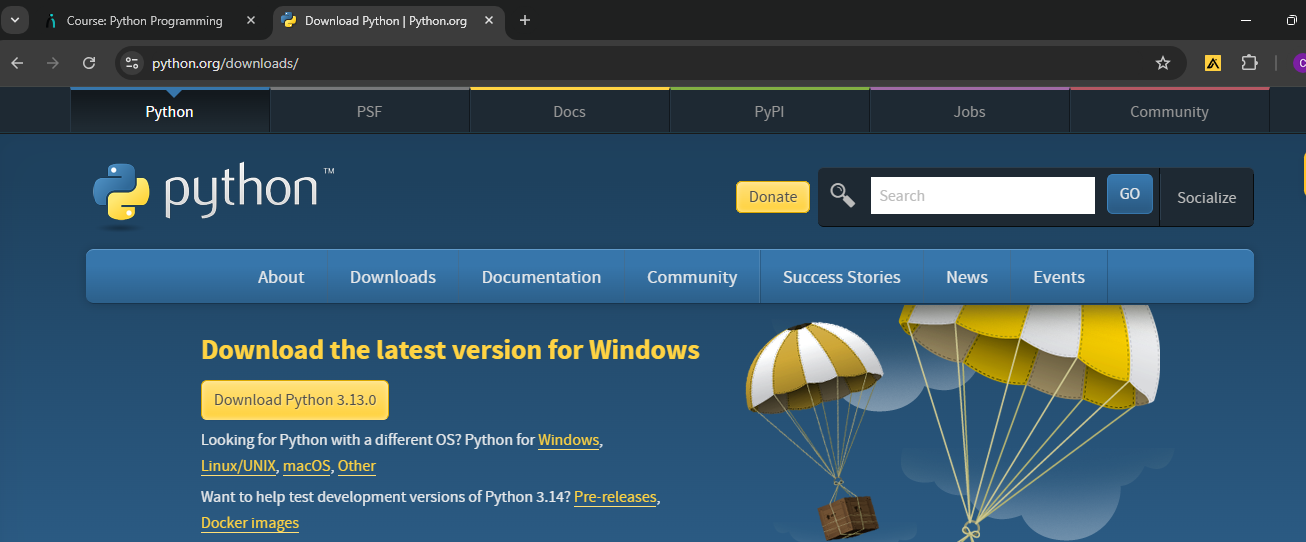 Course: Python Programming
Download Python | Python.org
python.org/downloads/
C
Python PSF Docs PyPI Jobs Community
python™
Donate Search GO Socialize
About Downloads Documentation Community Success Stories News Events
Download the latest version for Windows
Download Python 3.13.0
Looking for Python with a different OS? Python for Windows,
Linux/UNIX, macOS, Other
Want to help test development versions of Python 3.14? Pre-releases,
Docker images